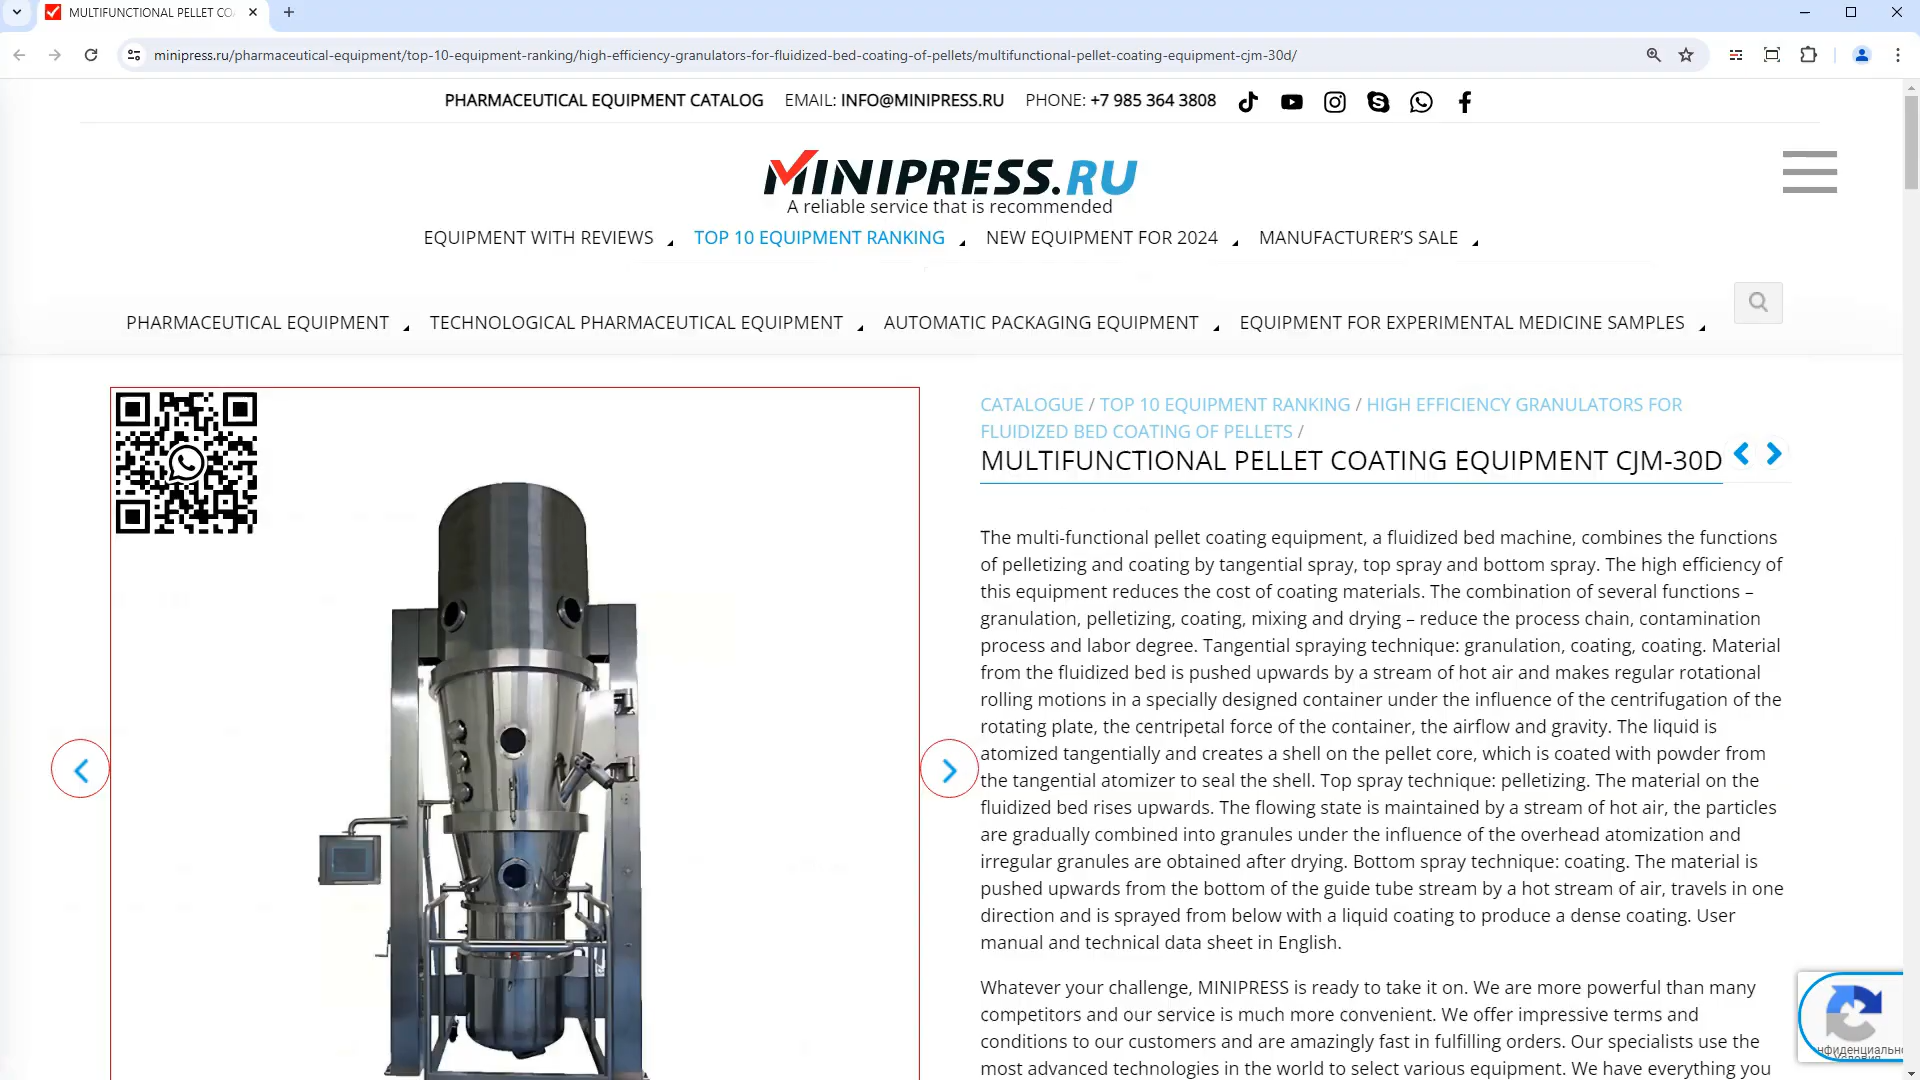 MULTIFUNCTIONAL PELLET CO
minipress.ru/pharmaceutical-equipment/top-10-equipment-ranking/high-efficiency-granulators-for-fluidized-bed-coating-of-pellets/multifunctional-pellet-coating-equipment-cjm-30d/
PHARMACEUTICAL EQUIPMENT CATALOG EMAIL: INFO@MINIPRESS.RU PHONE: +7 985 364 3808
MINIPRESS.RU
A reliable service that is recommended
EQUIPMENT WITH REVIEWS TOP 10 EQUIPMENT RANKING NEW EQUIPMENT FOR 2024 MANUFACTURER'S SALE
PHARMACEUTICAL EQUIPMENT TECHNOLOGICAL PHARMACEUTICAL EQUIPMENT AUTOMATIC PACKAGING EQUIPMENT EQUIPMENT FOR EXPERIMENTAL MEDICINE SAMPLES
CATALOGUE / TOP 10 EQUIPMENT RANKING / HIGH EFFICIENCY GRANULATORS FOR
FLUIDIZED BED COATING OF PELLETS /
MULTIFUNCTIONAL PELLET COATING EQUIPMENT CJM-30D
The multi-functional pellet coating equipment, a fluidized bed machine, combines the functions
of pelletizing and coating by tangential spray, top spray and bottom spray. The high efficiency of
this equipment reduces the cost of coating materials. The combination of several functions –
granulation, pelletizing, coating, mixing and drying – reduce the process chain, contamination
process and labor degree. Tangential spraying technique: granulation, coating, coating. Material
from the fluidized bed is pushed upwards by a stream of hot air and makes regular rotational
rolling motions in a specially designed container under the influence of the centrifugation of the
rotating plate, the centripetal force of the container, the airflow and gravity. The liquid is
atomized tangentially and creates a shell on the pellet core, which is coated with powder from
the tangential atomizer to seal the shell. Top spray technique: pelletizing. The material on the
fluidized bed rises upwards. The flowing state is maintained by a stream of hot air, the particles
are gradually combined into granules under the influence of the overhead atomization and
irregular granules are obtained after drying. Bottom spray technique: coating. The material is
pushed upwards from the bottom of the guide tube stream by a hot stream of air, travels in one
direction and is sprayed from below with a liquid coating to produce a dense coating. User
manual and technical data sheet in English.
Whatever your challenge, MINIPRESS is ready to take it on. We are more powerful than many
competitors and our service is much more convenient. We offer impressive terms and
conditions to our customers and are amazingly fast in fulfilling orders. Our specialists use the
most advanced technologies in the world to select various equipment. We have everything you